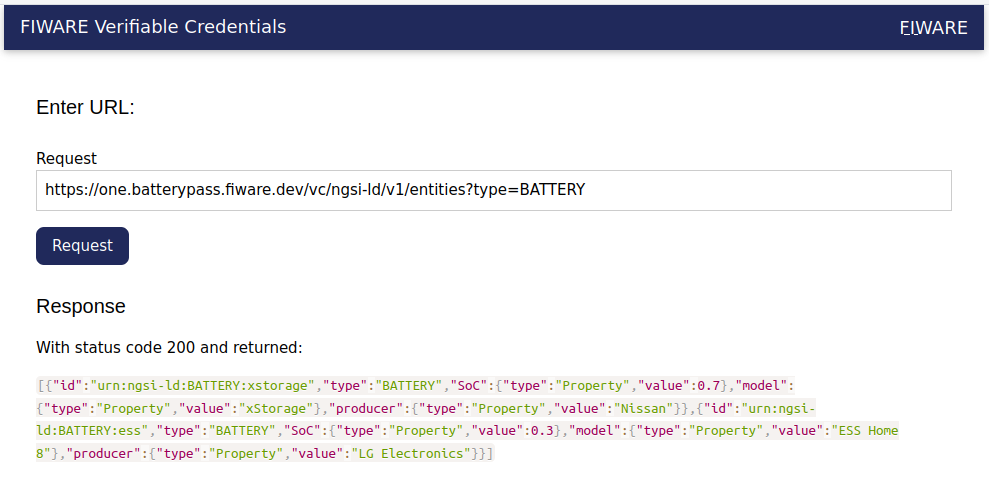 FIWARE Verifiable Credentials
FIWARE
Enter URL:
Request
https://one.batterypass.fiware.dev/vc/ngsi-ld/v1/entities?type=BATTERY
Request
Response
With status code 200 and returned:
[{"id":"urn:ngsi-ld:BATTERY:xstorage","type":"BATTERY","SoC":{"type":"Property","value":0.7},"model":
{"type":"Property","value":"xStorage"},"producer":{"type":"Property","value":"Nissan"}},{"id":"urn:ngsi-
ld:BATTERY:ess","type":"BATTERY","SoC":{"type":"Property","value":0.3},"model":{"type":"Property","value":"ESS Home
8"},"producer":{"type":"Property","value":"LG Electronics"}}]